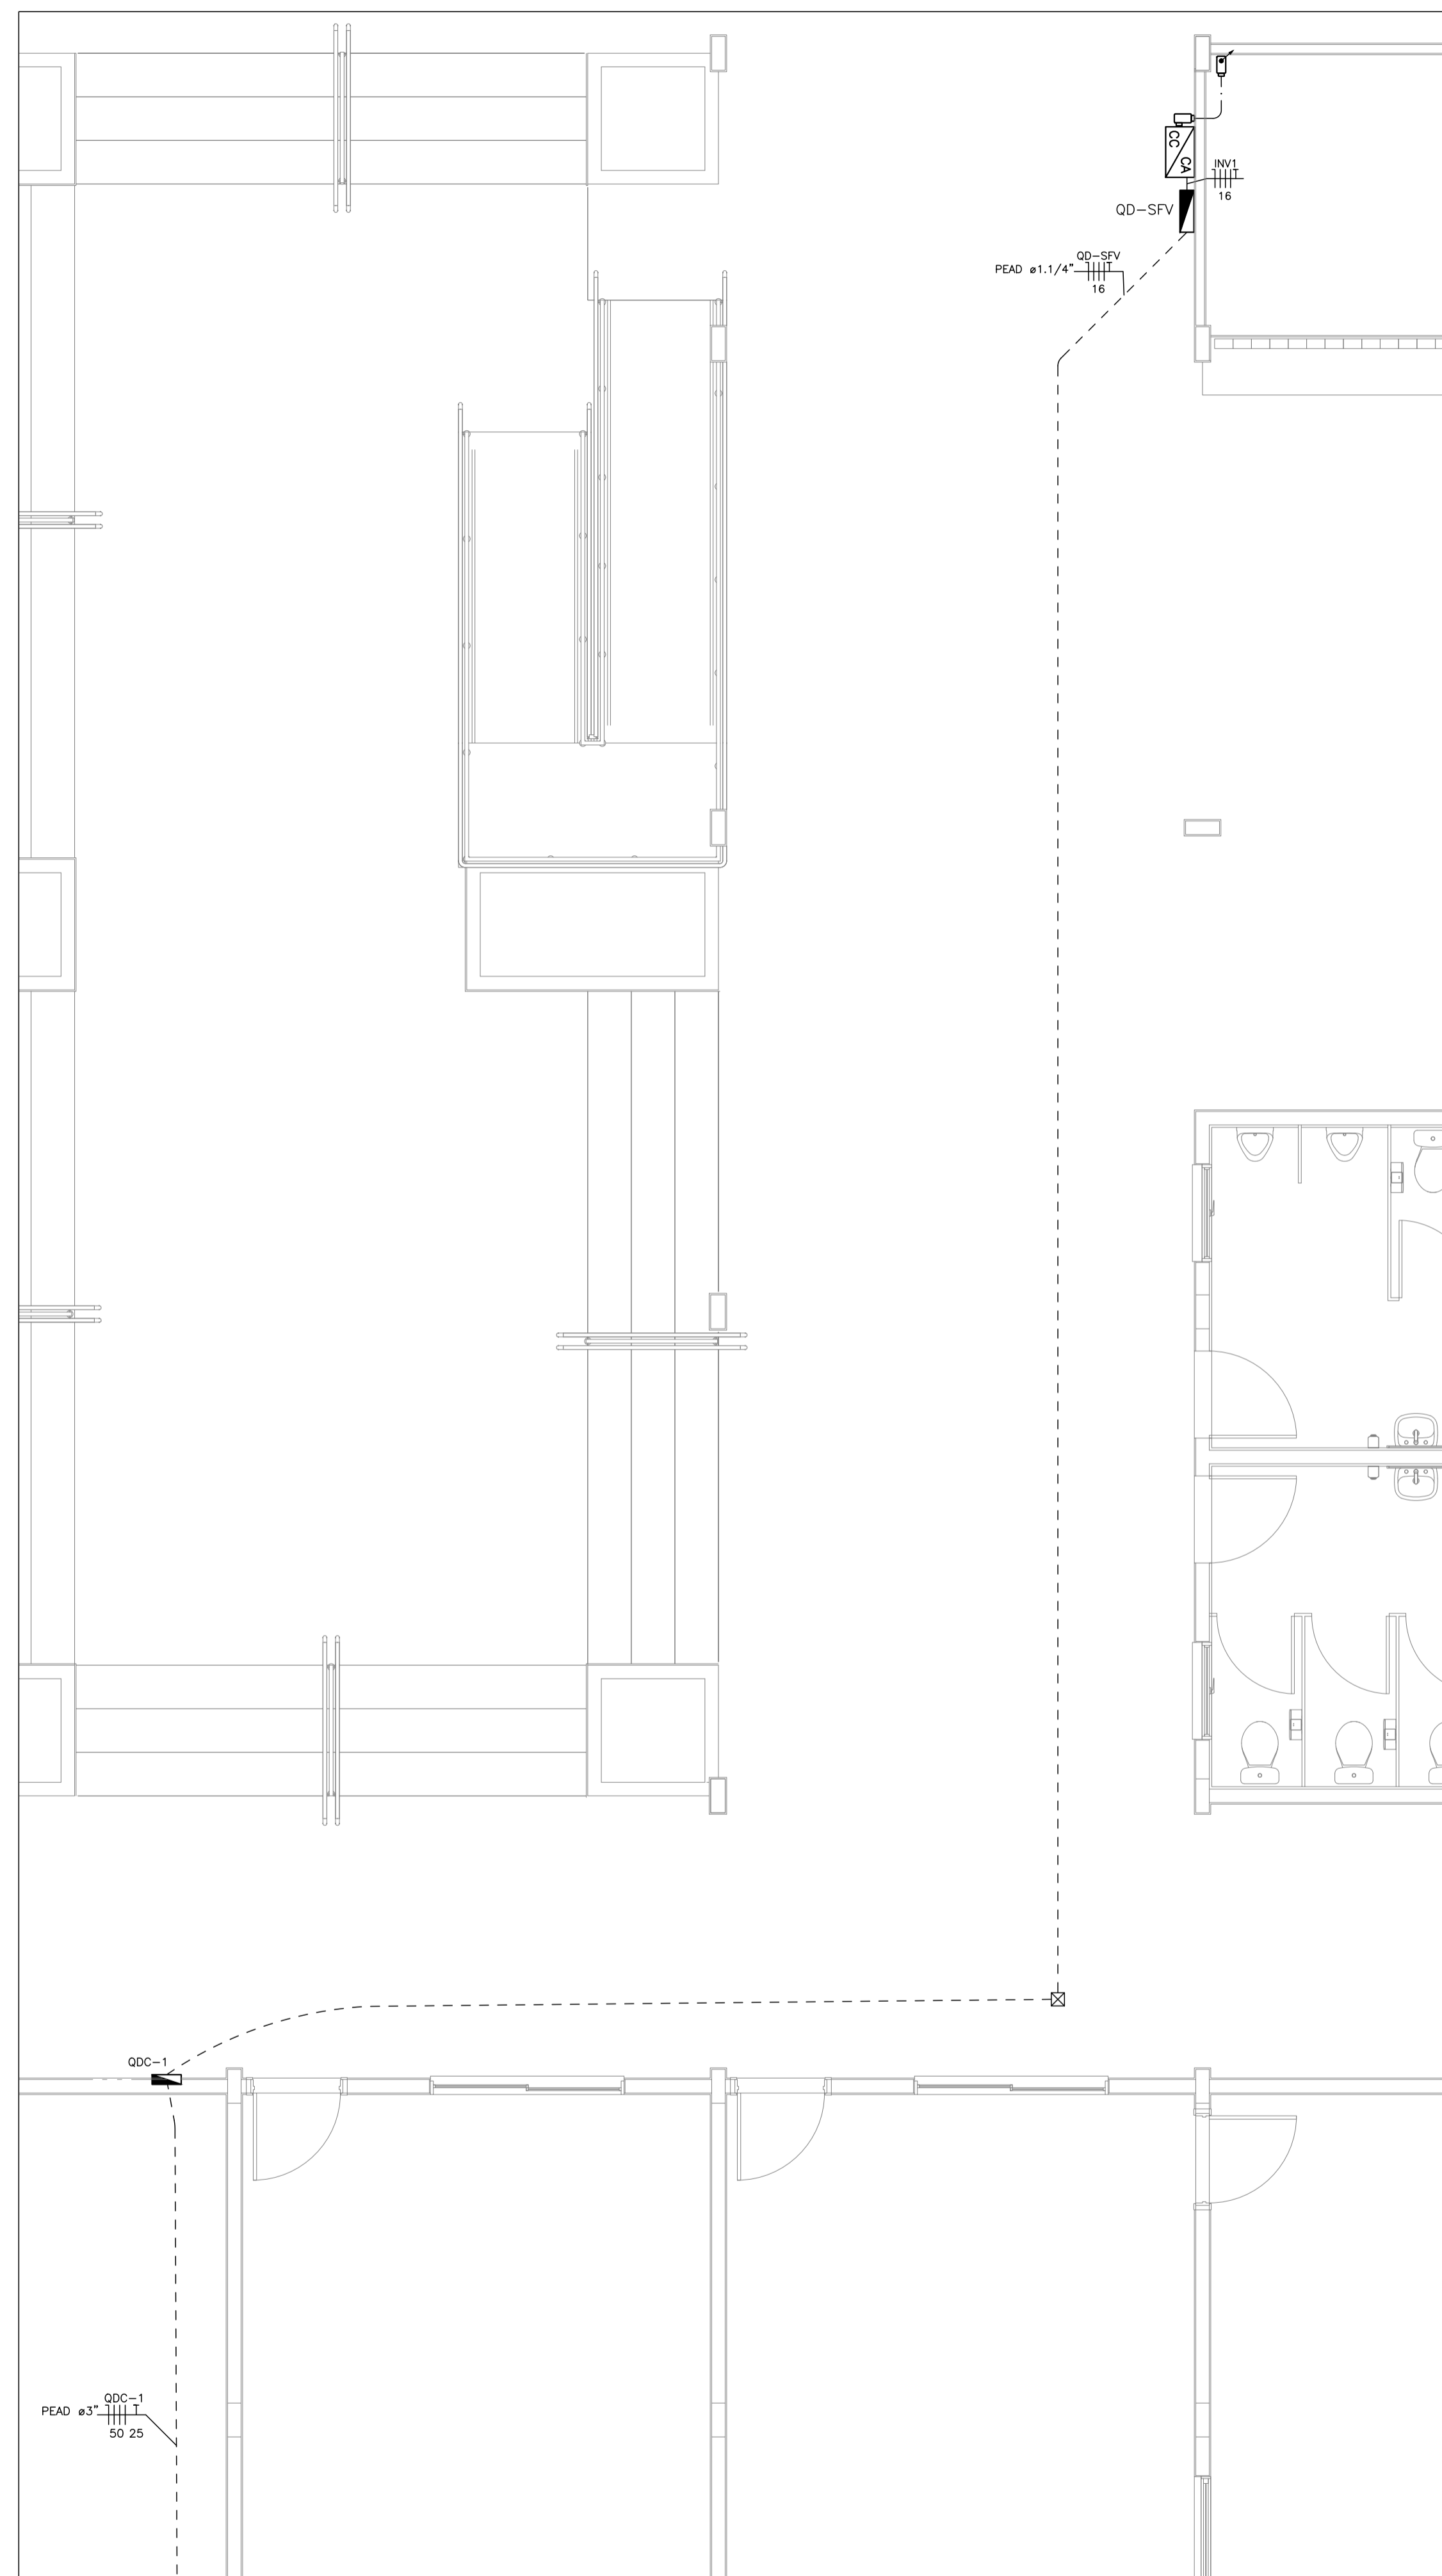 CC
CA
INV1
16
QD-SFV
QD-SFV
PEAD ø1.1/4"
16
QDC-1
QDC-1
PEAD ø3"
50 25